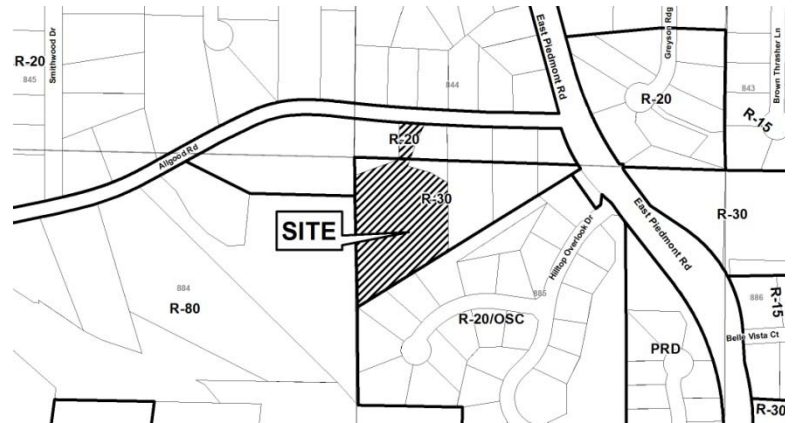 R-20
845
Smithwood Dr
844
East Piedmont Rd
Greyson Rdg
Brown Thrasher Ln
843
R-20
R-15
Allgood Rd
R-20
R-30
SITE
R-30
East Piedmont Rd
Hilltop Overlook Dr
884
R-80
885
R-20/OSC
886
R-15
Belle Vista Ct
PRD
R-30